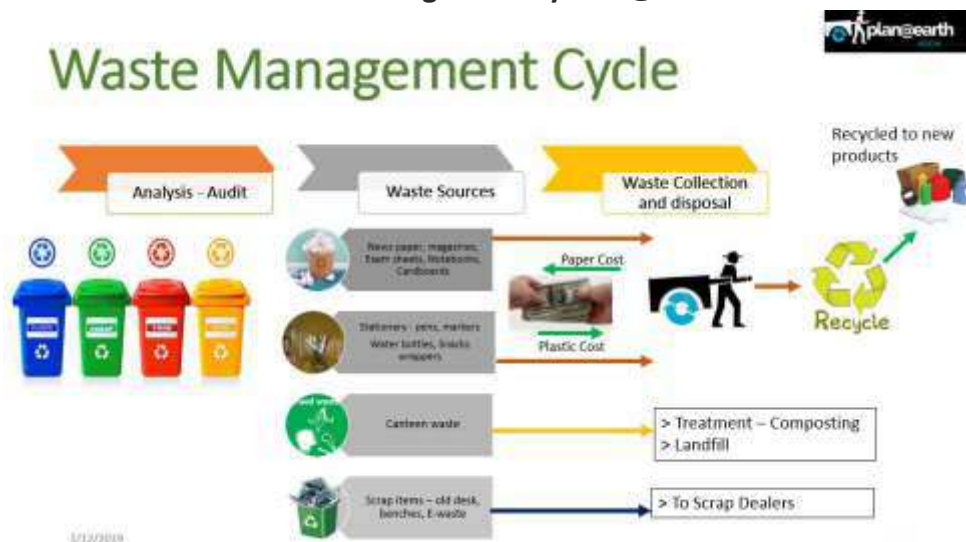 plan@earth
Waste Management Cycle
Recycled to new
products
Analysis - Audit
Waste Sources
Waste Collection
and disposal
News paper, magazines,
Exam sheets, Notebooks,
Cardboards
Paper Cost
Plastic Cost
Recycle
Stationery - pens, markers
Water bottles, Snacks
wrappers
Canteen waste
> Treatment – Composting
> Landfill
Scrap items – old desk,
benches, E-waste
> To Scrap Dealers